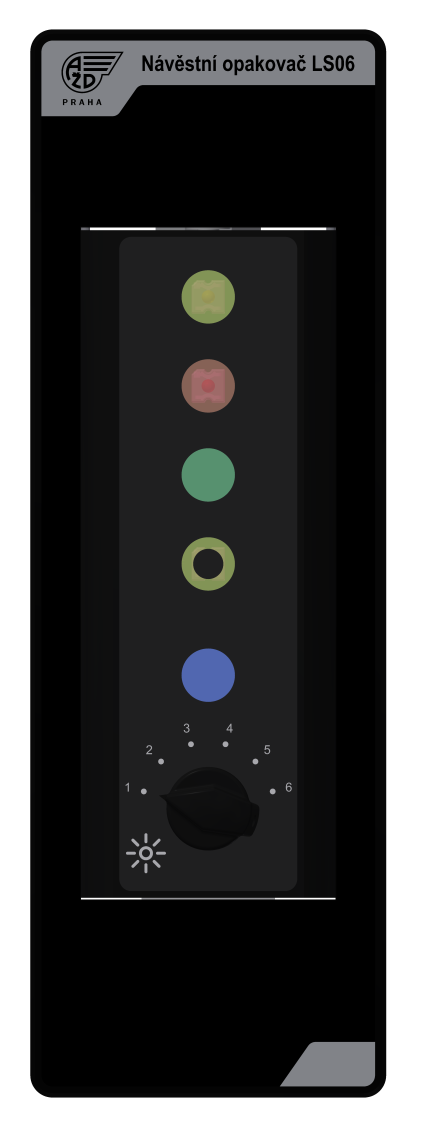 Návěstní opakovač LS06
AŽD
PRAHA
3 4
2 5
1 6